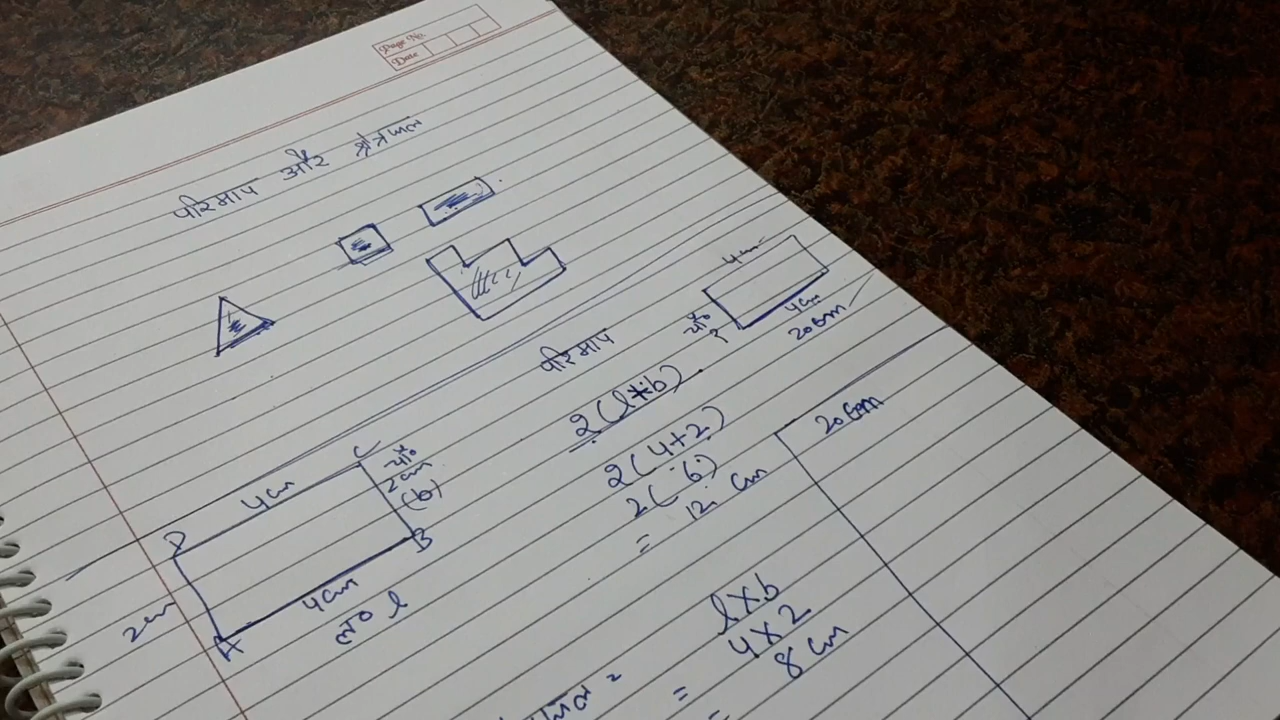 Page No.
Date
परिमाप और क्षेत्रफल
4cm
4cm
चौ०
?
20cm
परिमाप
2(l+b)
2(4+2)
2(6)
= 12 cm
20cm
D
C
4cm
चौ०
2cm
(b)
B
2cm
A
4cm
ल० l
l×b
= 4×2
= 8 cm